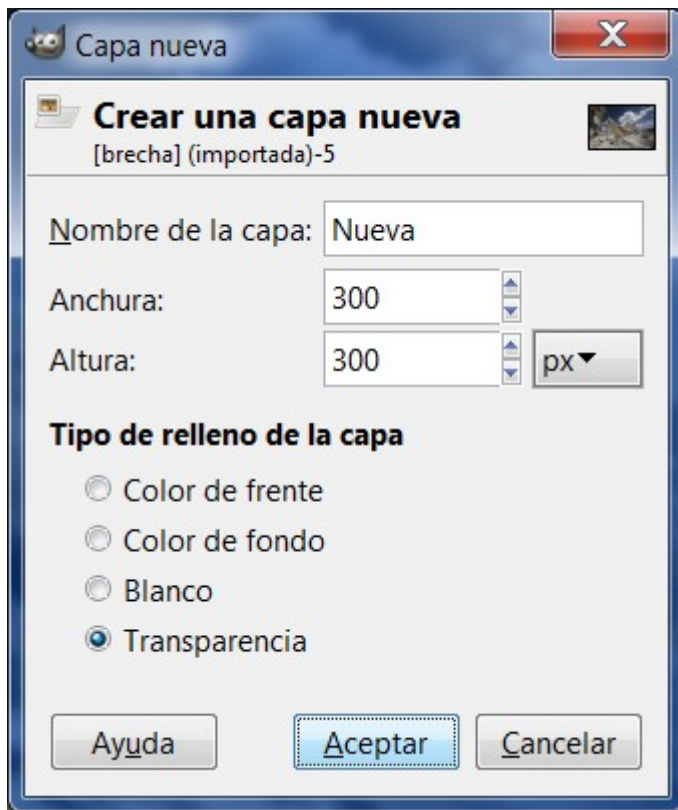 Capa nueva
Crear una capa nueva
[brecha] (importada)-5
Nombre de la capa: Nueva
Anchura: 300
Altura: 300 px
Tipo de relleno de la capa
Color de frente
Color de fondo
Blanco
Transparencia
Ayuda Aceptar Cancelar